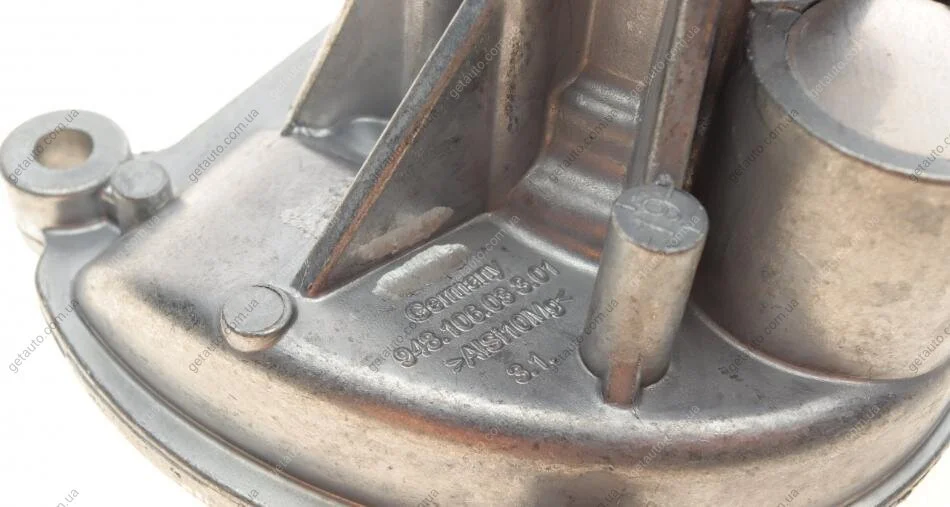 Germany
948.106.03 3.01
>AlSi10Mg<
3.1
getauto.com.ua